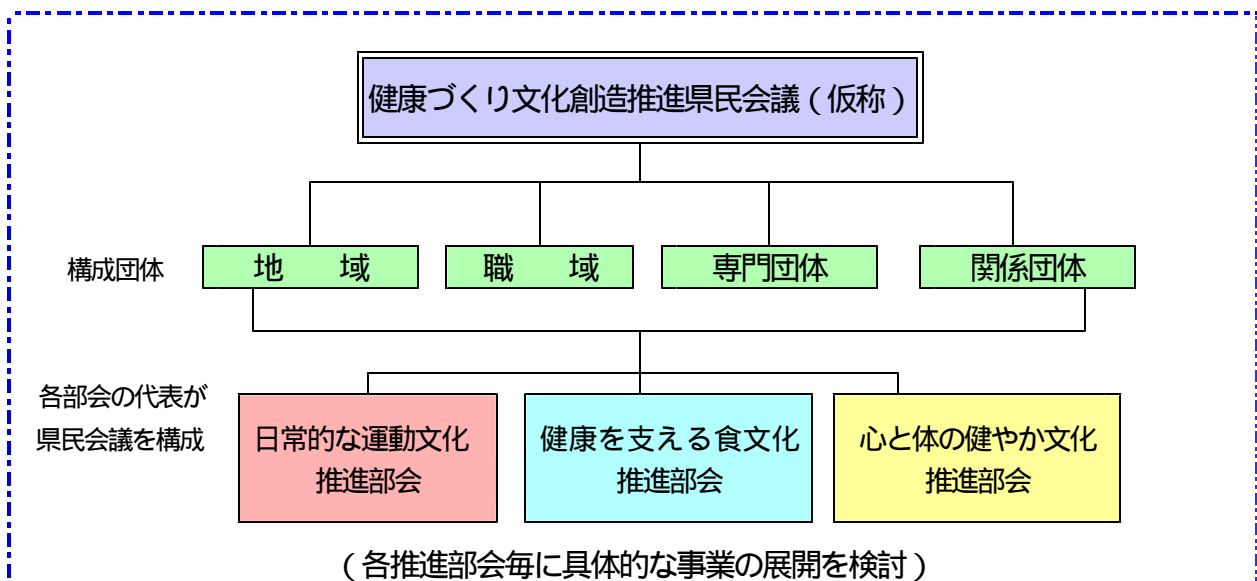 健康づくり文化創造推進県民会議(仮称)
構成団体
地　域
職　域
専門団体
関係団体
各部会の代表が
県民会議を構成
日常的な運動文化
推進部会
健康を支える食文化
推進部会
心と体の健やか文化
推進部会
(各推進部会毎に具体的な事業の展開を検討)